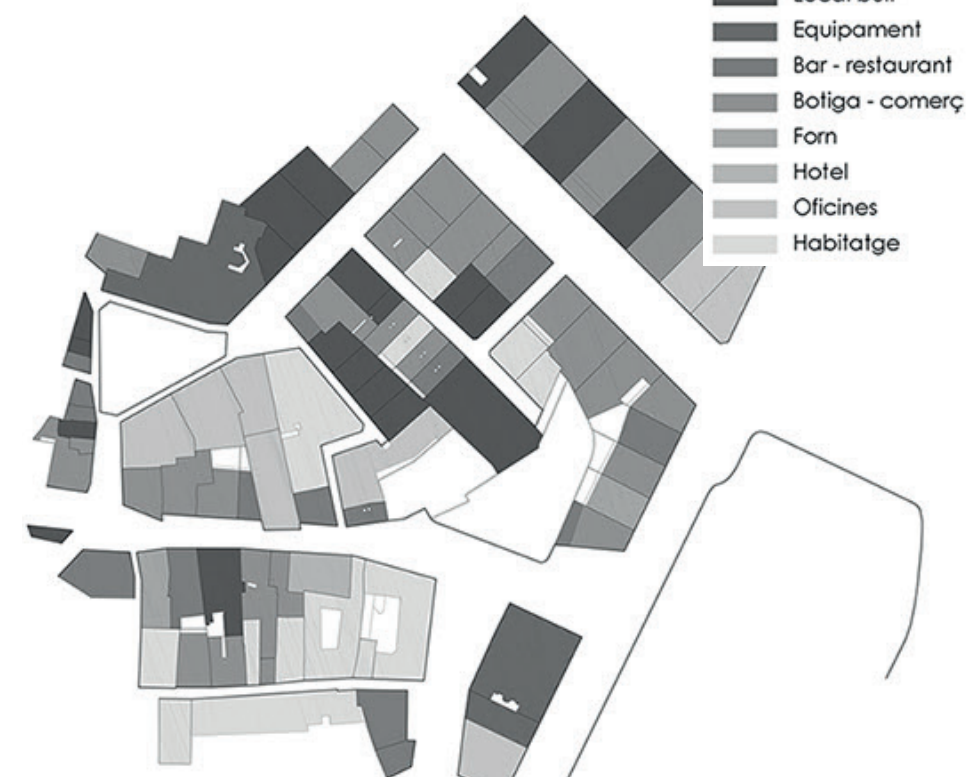 Equipament
Bar - restaurant
Botiga - comerç
Forn
Hotel
Oficines
Habitatge